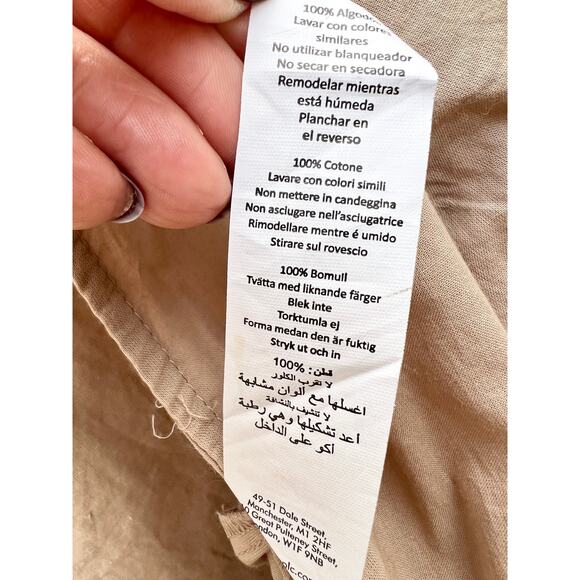 100% Algodón
Lavar con colores
similares
No utilizar blanqueador
No secar en secadora
Remodelar mientras
está húmeda
Planchar en
el reverso
100% Cotone
Lavare con colori simili
Non mettere in candeggina
Non asciugare nell'asciugatrice
Rimodellare mentre é umido
Stirare sul rovescio
100% Bomull
Tvätta med liknande färger
Blek inte
Torktumla ej
Forma medan den är fuktig
Stryk ut och in
قطن: 100%
لا تقرب الكلور
اغسلها مع ألوان مشابهة
لا تنشيف بالنشافة
أعد تشكيلها وهي رطبة
اكو على الداخل
49-51 Dale Street,
Manchester, M1 2HF
Great Pulteney Street,
London, W1F 9NB